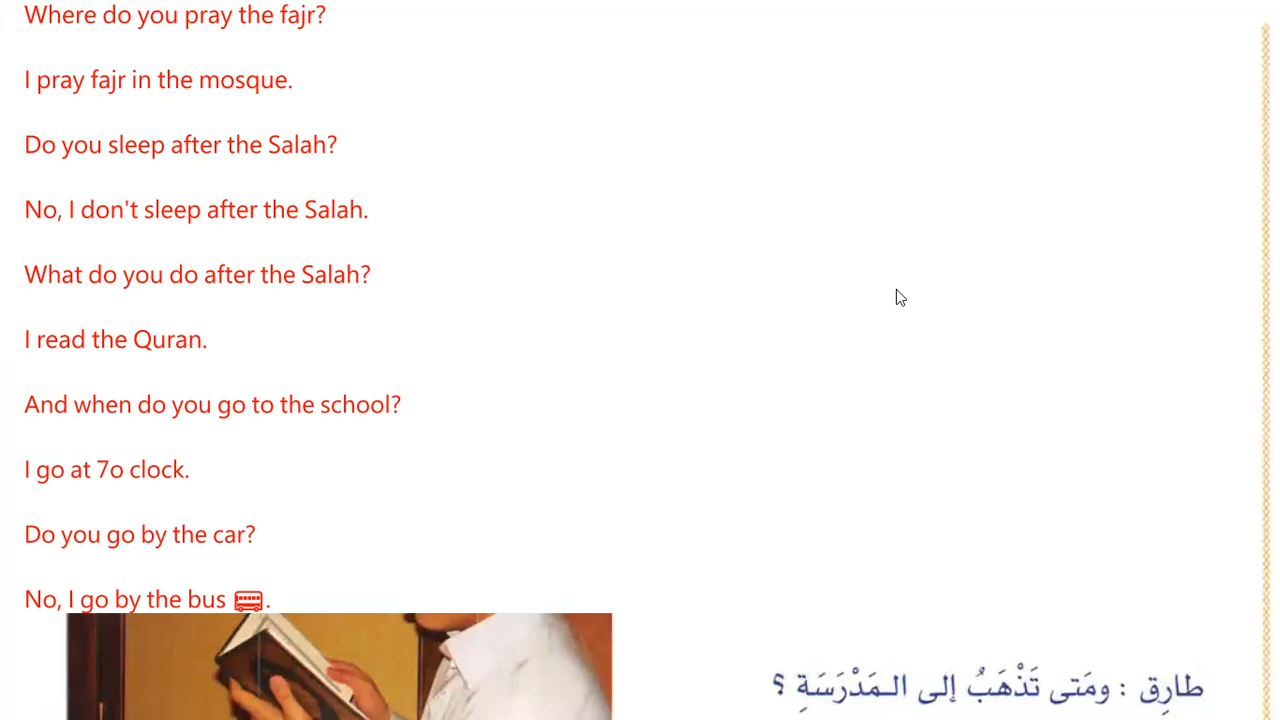 Where do you pray the fajr?
I pray fajr in the mosque.
Do you sleep after the Salah?
No, I don't sleep after the Salah.
What do you do after the Salah?
I read the Quran.
And when do you go to the school?
I go at 7o clock.
Do you go by the car?
No, I go by the bus 🚌.
طارِق : ومَتى تَذْهَبُ إلى الـمَدْرَسَةِ ؟